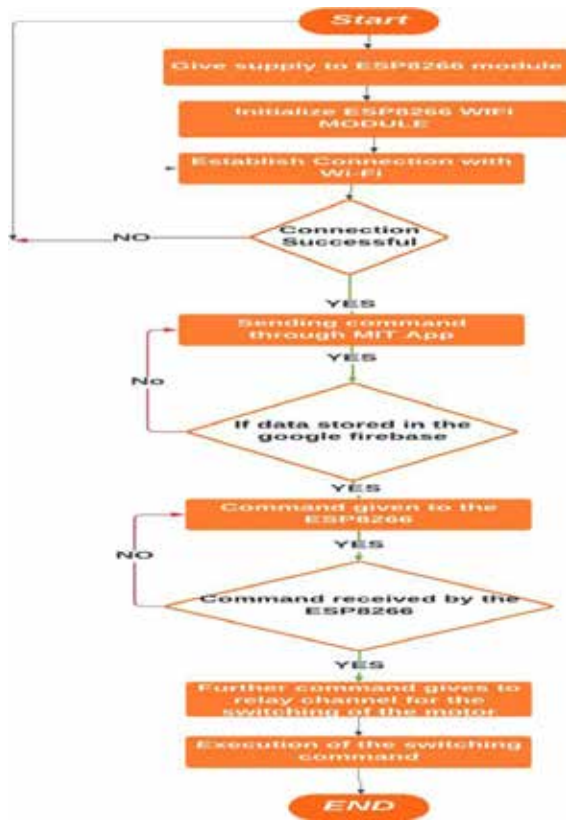 Start
Give supply to ESP8266 module
Initialize ESP8266 WIFI
MODULE
Establish Connection with
Wi-Fi
Connection
Successful
NO
YES
Sending command
through MIT App
YES
No
If data stored in the
google firebase
YES
Command given to the
ESP8266
YES
NO
Command received by the
ESP8266
YES
Further command gives to
relay channel for the
switching of the motor
Execution of the switching
command
END